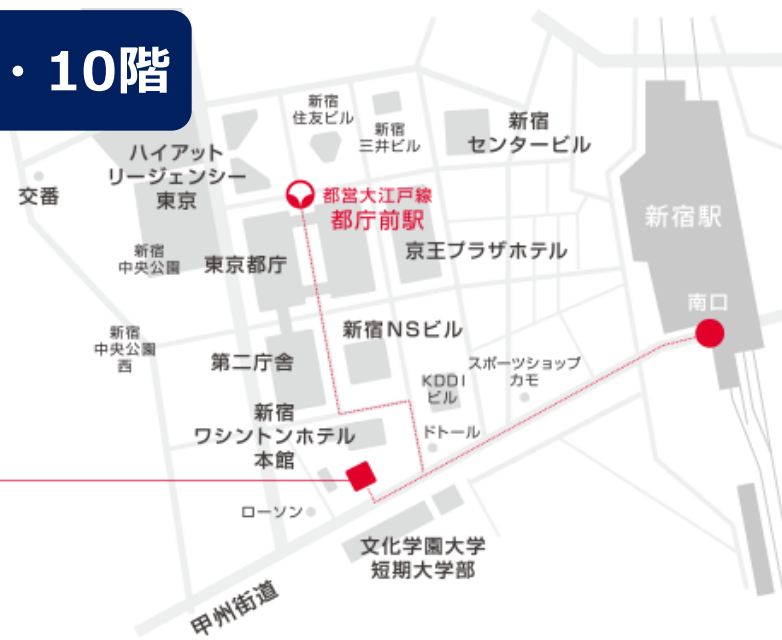 ・10階
新宿
住友ビル
新宿
三井ビル
新宿
センタービル
ハイアット
リージェンシー
東京
交番
都営大江戸線
都庁前駅
新宿駅
新宿
中央公園
東京都庁
京王プラザホテル
南口
新宿
中央公園
西
新宿NSビル
第二庁舎
スポーツショップ
カモ
KDDI
ビル
新宿
ワシントンホテル
本館
ドトール
ローソン
文化学園大学
短期大学部
甲州街道